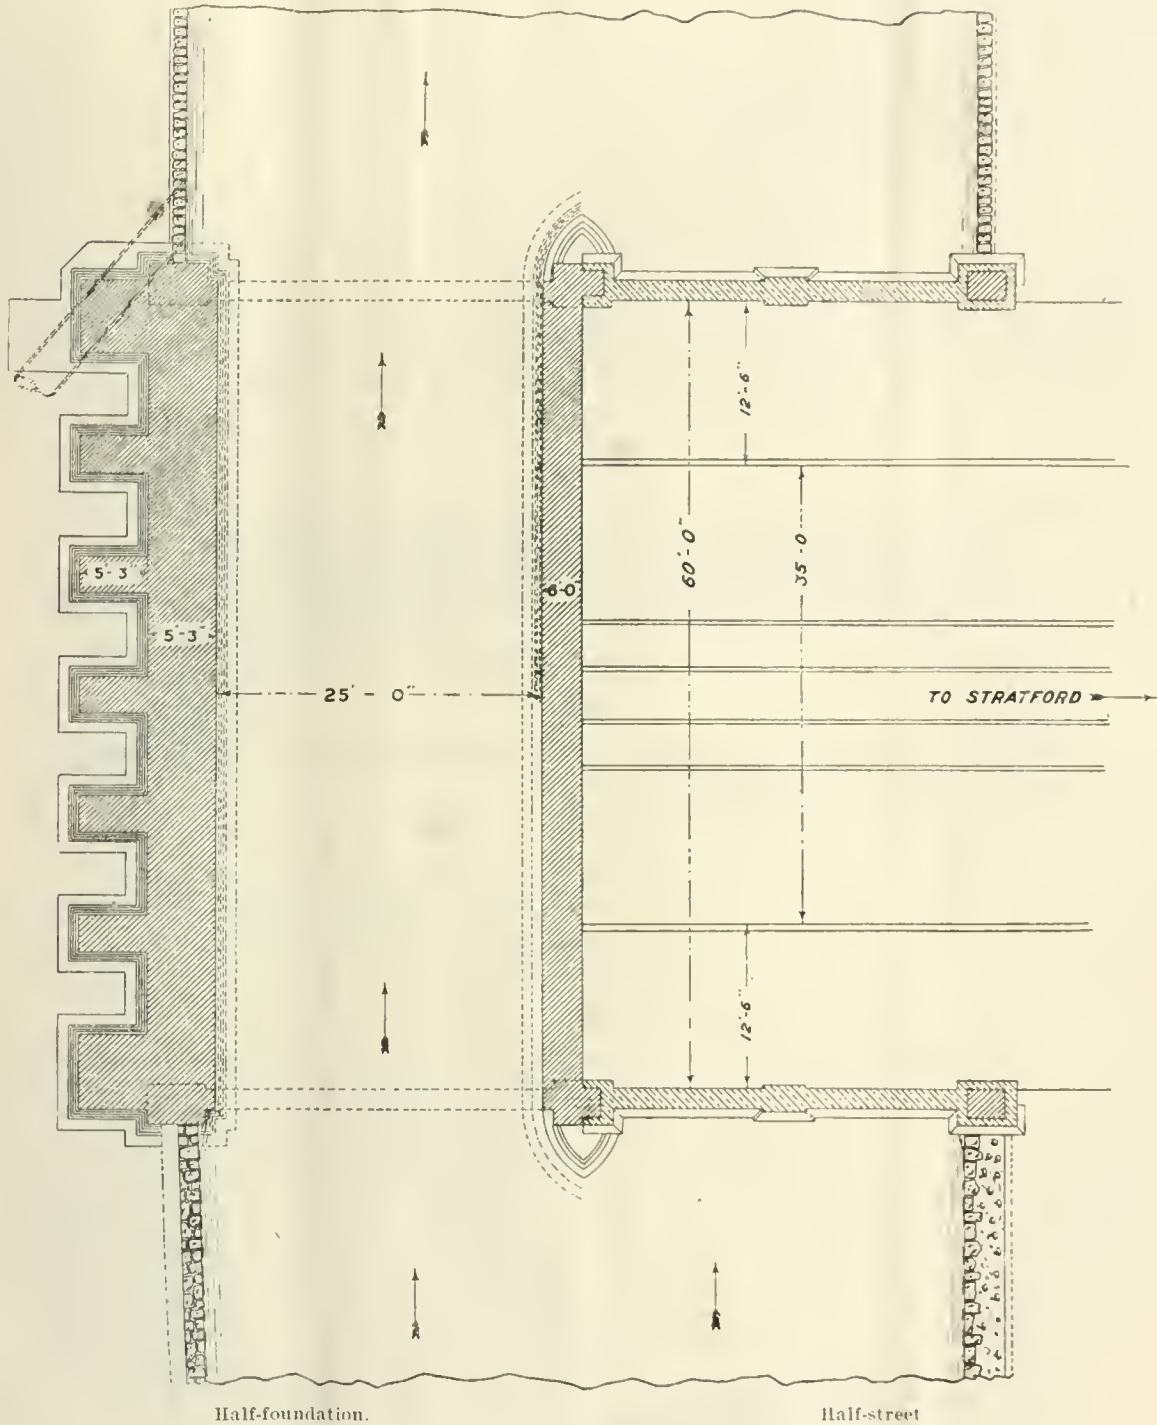 12'-6"
60'-0"
35'-0
5'-3"
6'-0"
5'-3"
25'-0"
TO STRATFORD
12'-6"
Half-foundation.
Half-street